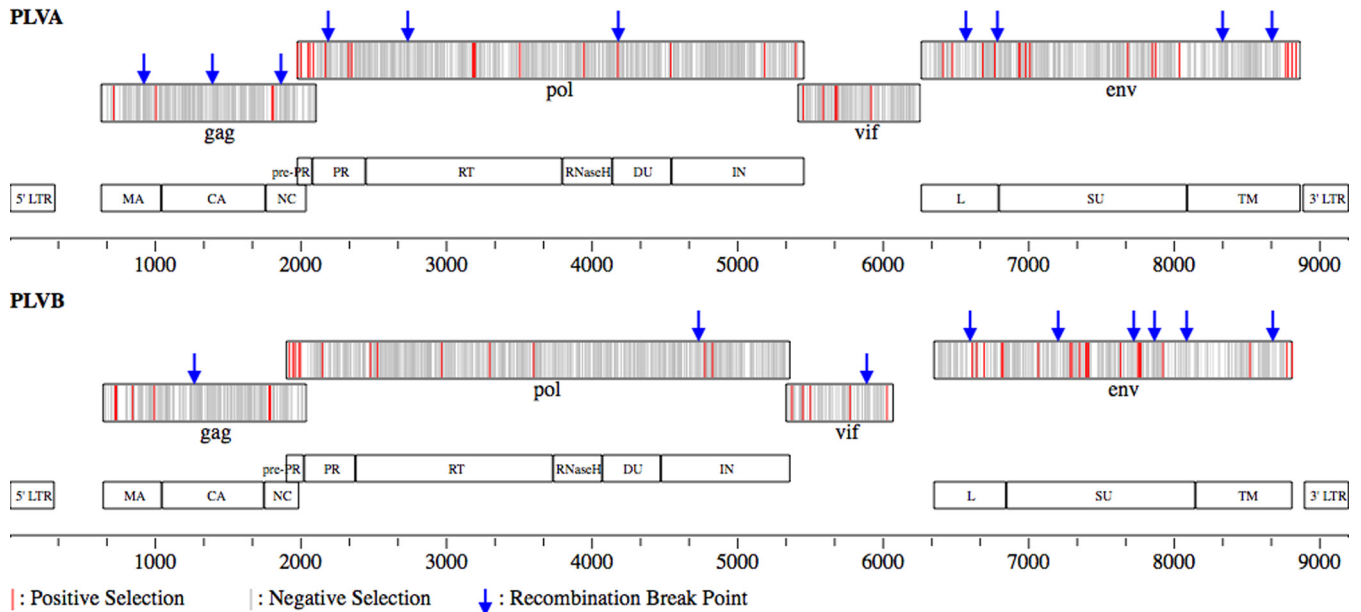 PLVA
pol
env
gag
vif
pre-PR PR RT RNaseH DU IN
5' LTR MA CA NC L SU TM 3' LTR
1000 2000 3000 4000 5000 6000 7000 8000 9000
PLVB
pol
env
gag
vif
pre-PR PR RT RNaseH DU IN
5' LTR MA CA NC L SU TM 3' LTR
1000 2000 3000 4000 5000 6000 7000 8000 9000
: Positive Selection : Negative Selection : Recombination Break Point